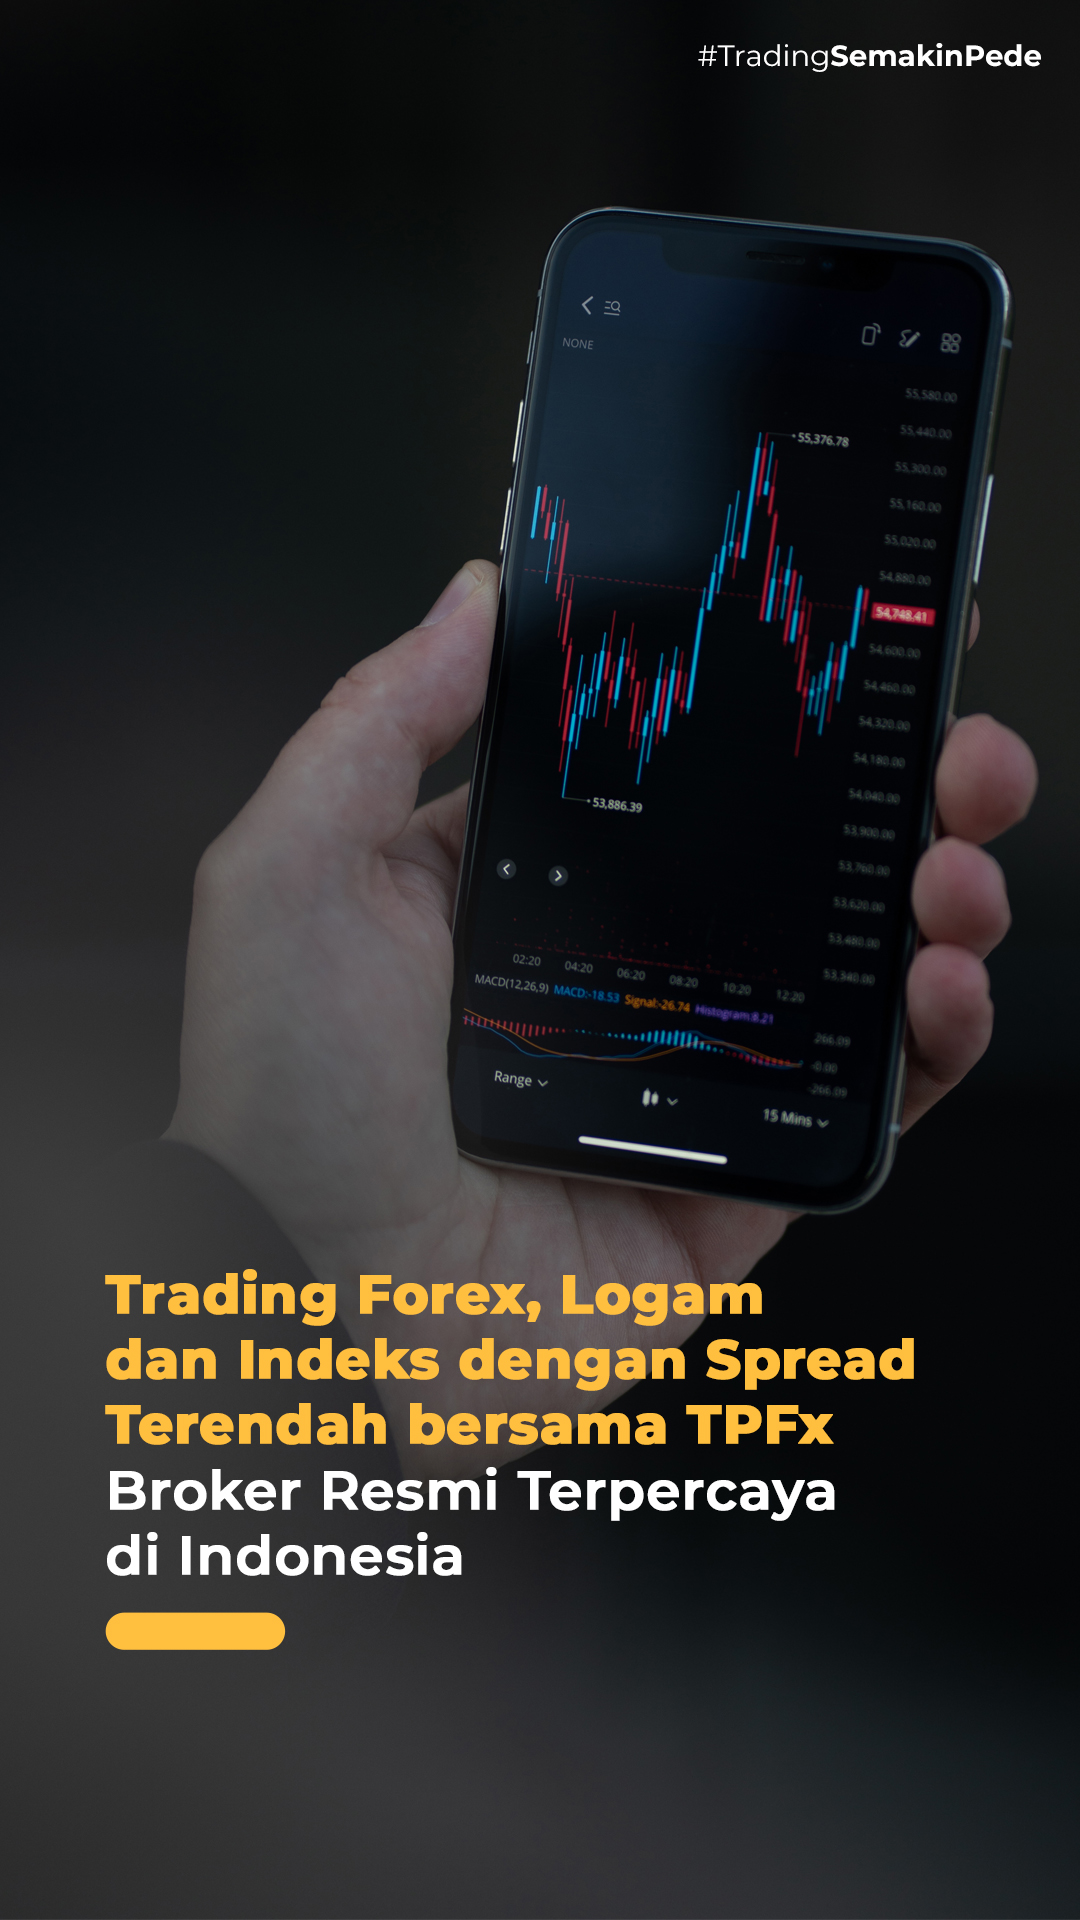 #TradingSemakinPede
NONE
55,580.00
55,376.78
55,440.00
55,300.00
55,160.00
55,020.00
54,880.00
54,748.41
54,600.00
54,460.00
54,320.00
54,180.00
53,886.39
54,040.00
53,900.00
53,760.00
53,620.00
53,480.00
53,340.00
02:20 04:20 06:20 08:20 10:20 12:20
MACD(12,26,9) MACD:-18.53 Signal:-26.74 Histogram:8.21
266.09
-0.00
-266.09
Range
15 Mins
Trading Forex, Logam
dan Indeks dengan Spread
Terendah bersama TPFx
Broker Resmi Terpercaya
di Indonesia